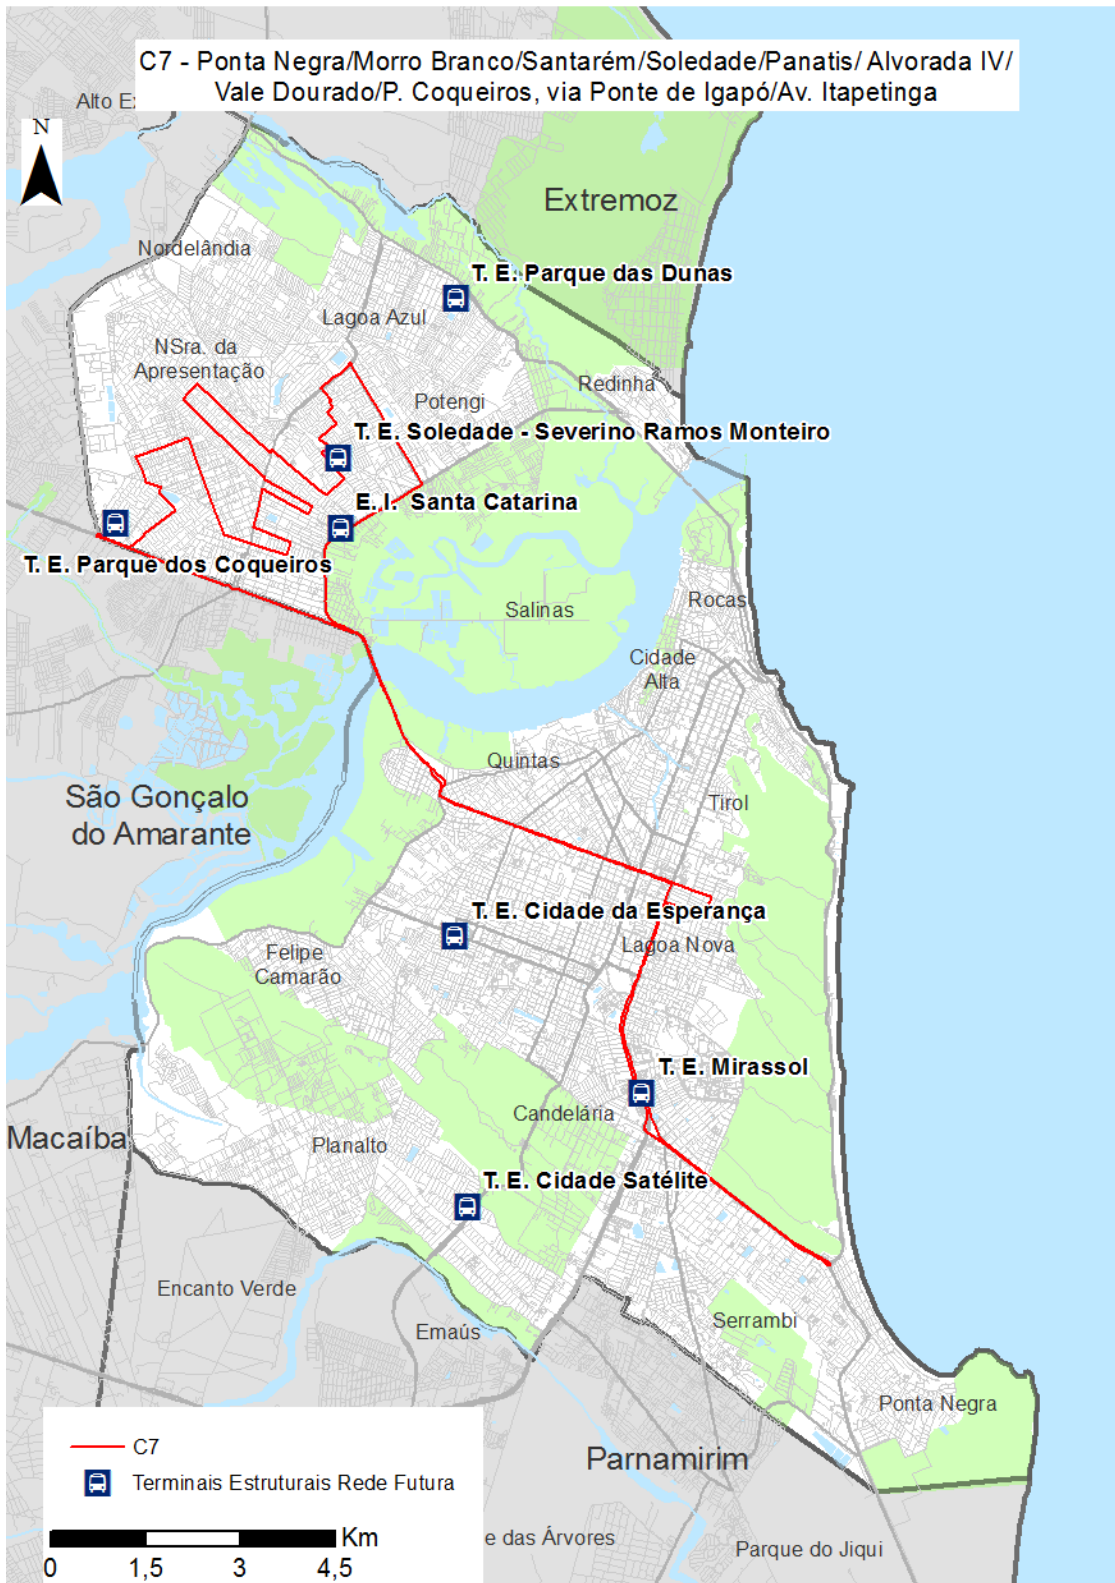 C7 - Ponta Negra/Morro Branco/Santarém/Soledade/Panatis/ Alvorada IV/
Vale Dourado/P. Coqueiros, via Ponte de Igapó/Av. Itapetinga
Alto
N
Extremoz
Nordelândia
T. E. Parque das Dunas
Lagoa Azul
NSra. da
Apresentação
Redinha
Potengi
T. E. Soledade - Severino Ramos Monteiro
E. I. Santa Catarina
T. E. Parque dos Coqueiros
Rocas
Salinas
Cidade
Alta
Quintas
São Gonçalo
do Amarante
Tirol
T. E. Cidade da Esperança
Lagoa Nova
Felipe
Camarão
T. E. Mirassol
Candelária
Macaíba
Planalto
T. E. Cidade Satélite
Encanto Verde
Emaús
Serrambi
Ponta Negra
Parnamirim
C7
Terminais Estruturais Rede Futura
Km
0 1,5 3 4,5
e das Árvores
Parque do Jiqui